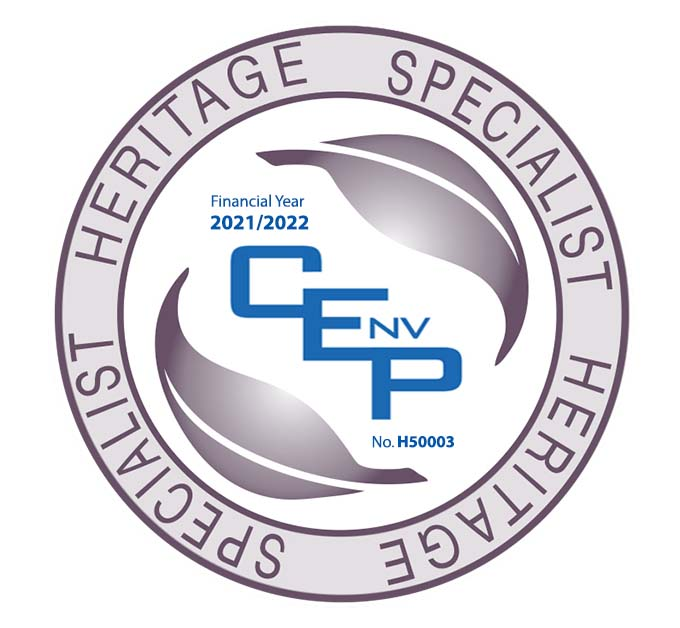 HERITAGE SPECIALIST HERITAGE SPECIALIST
Financial Year
2021/2022
CENVP
No. H50003